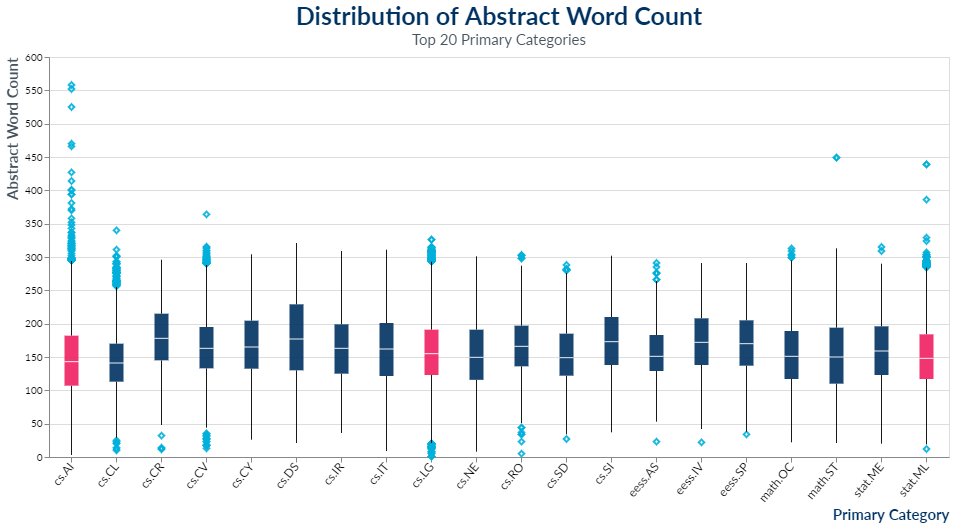 Distribution of Abstract Word Count
Top 20 Primary Categories
Abstract Word Count
600
550
500
450
400
350
300
250
200
150
100
50
0
cs.AI
cs.CL
cs.CR
cs.CV
cs.CY
cs.DS
cs.IR
cs.IT
cs.LG
cs.NE
cs.RO
cs.SD
cs.SI
eess.AS
eess.IV
eess.SP
math.OC
math.ST
stat.ME
stat.ML
Primary Category